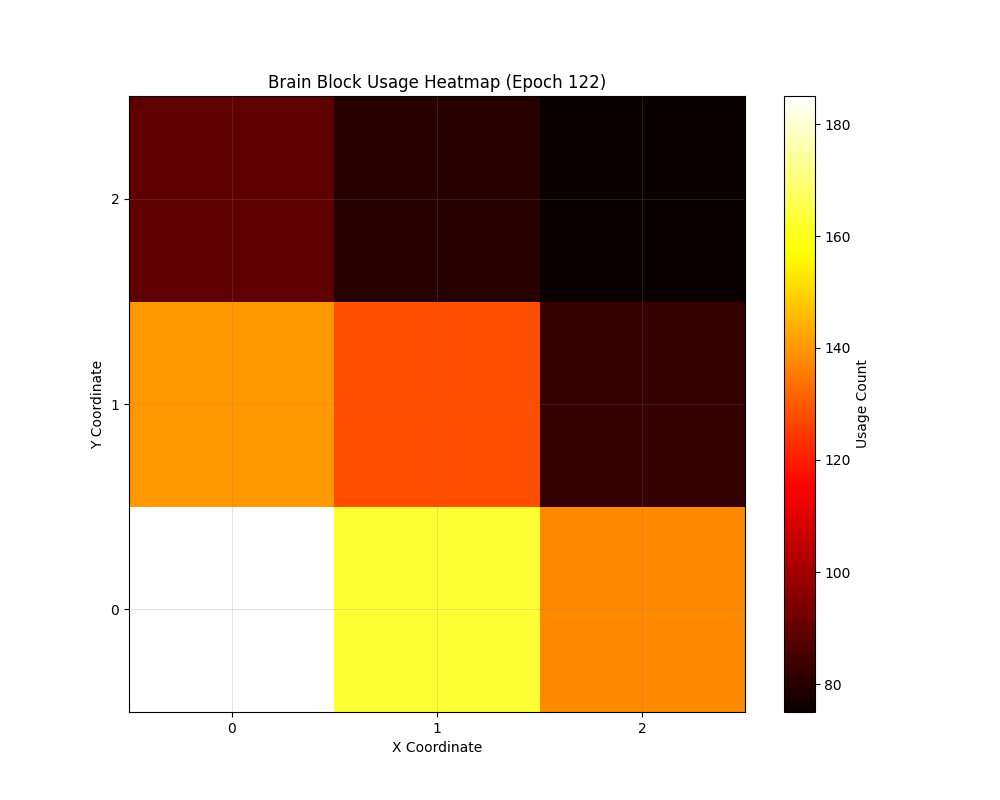 Brain Block Usage Heatmap (Epoch 122)
Y Coordinate
2
1
0
0 1 2
X Coordinate
180
160
140
120
100
80
Usage Count